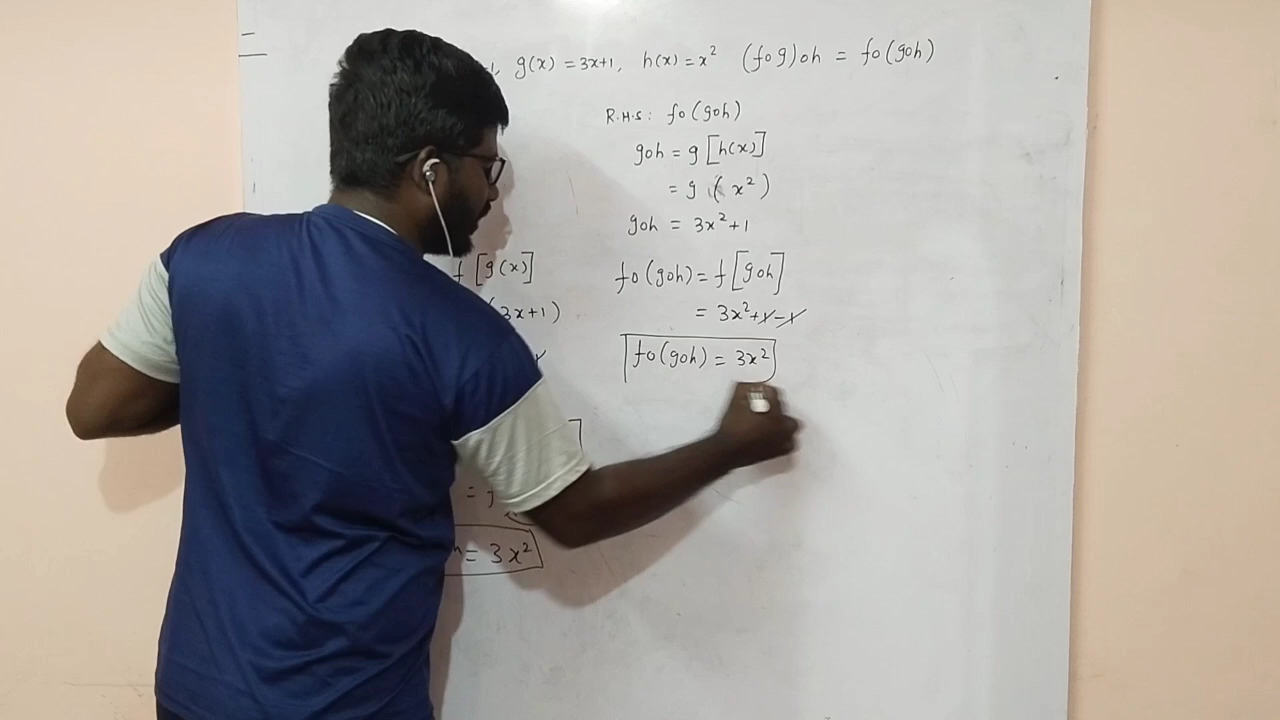 -1, g(x) = 3x+1, h(x) = x² (fog)oh = fo(goh)
R.H.S: fo(goh)
goh = g[h(x)]
= g(x²)
goh = 3x²+1
f[g(x)]
(3x+1)
fo(goh) = f[goh]
= 3x²+1-1
fo(goh) = 3x²
= 3x²